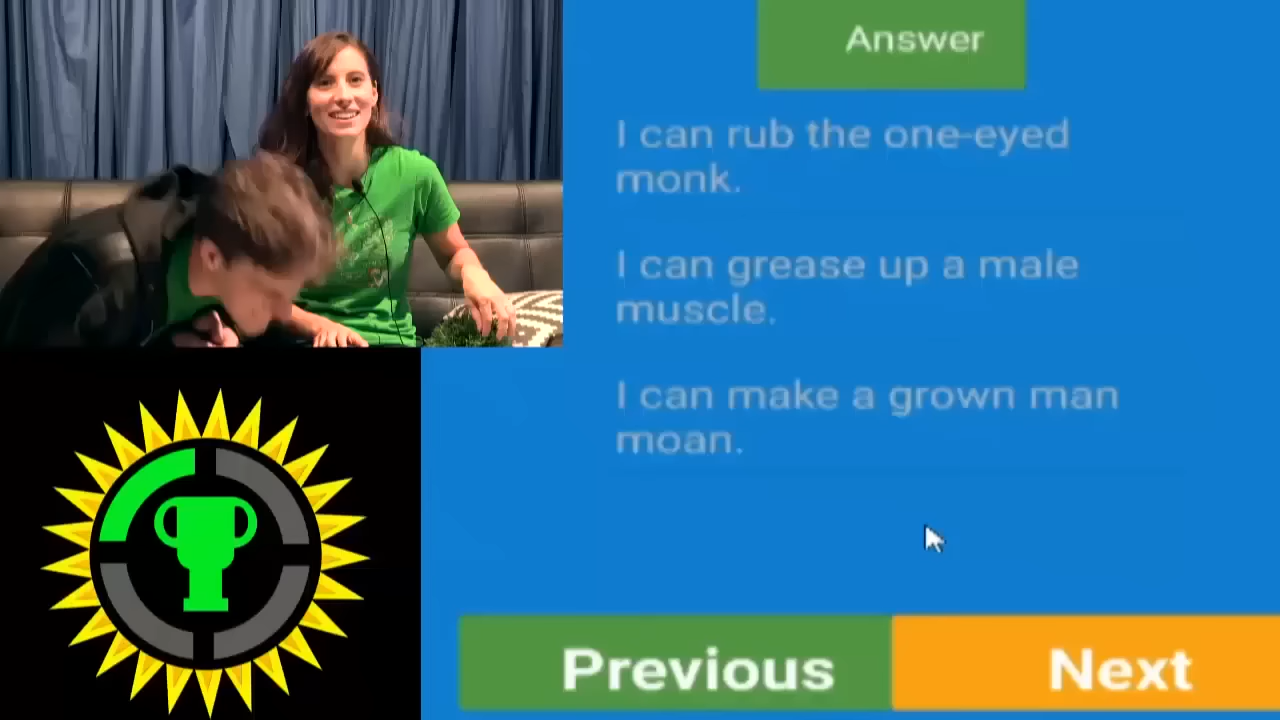 Answer
I can rub the one-eyed
monk.
I can grease up a male
muscle.
I can make a grown man
moan.
Previous
Next